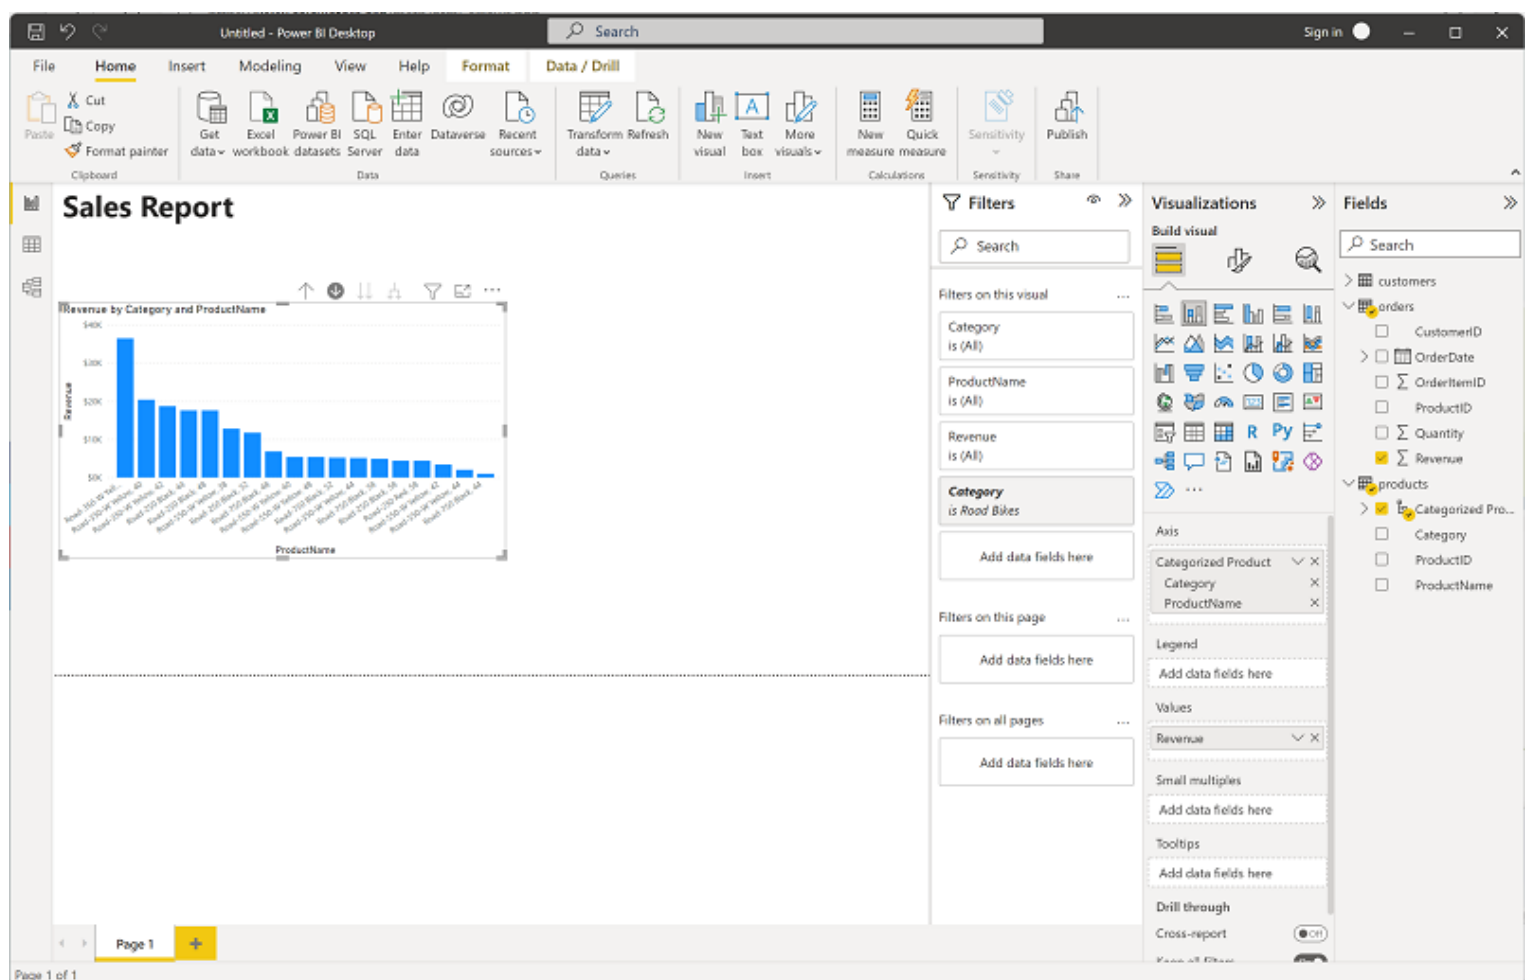 Untitled - Power BI Desktop
Search
Sign in
File Home Insert Modeling View Help Format Data / Drill
Paste
Cut
Copy
Format painter
Clipboard
Get data
Excel workbook
Power BI datasets
SQL Server
Enter data
Dataverse
Recent sources
Data
Transform data
Refresh
Queries
New visual
Text box
More visuals
Insert
New measure
Quick measure
Calculations
Sensitivity
Sensitivity
Publish
Share
Sales Report
Revenue by Category and ProductName
$40K
$30K
$20K
$10K
$0K
Revenue
ProductName
Filters
Search
Filters on this visual
Category
is (All)
ProductName
is (All)
Revenue
is (All)
Category
is Road Bikes
Add data fields here
Filters on this page
Add data fields here
Filters on all pages
Add data fields here
Visualizations
Build visual
R Py
Axis
Categorized Product
Category
ProductName
Legend
Add data fields here
Values
Revenue
Small multiples
Add data fields here
Tooltips
Add data fields here
Drill through
Cross-report
Off
Fields
Search
customers
orders
CustomerID
OrderDate
OrderItemID
ProductID
Quantity
Revenue
products
Categorized Pro...
Category
ProductID
ProductName
Page 1
Page 1 of 1